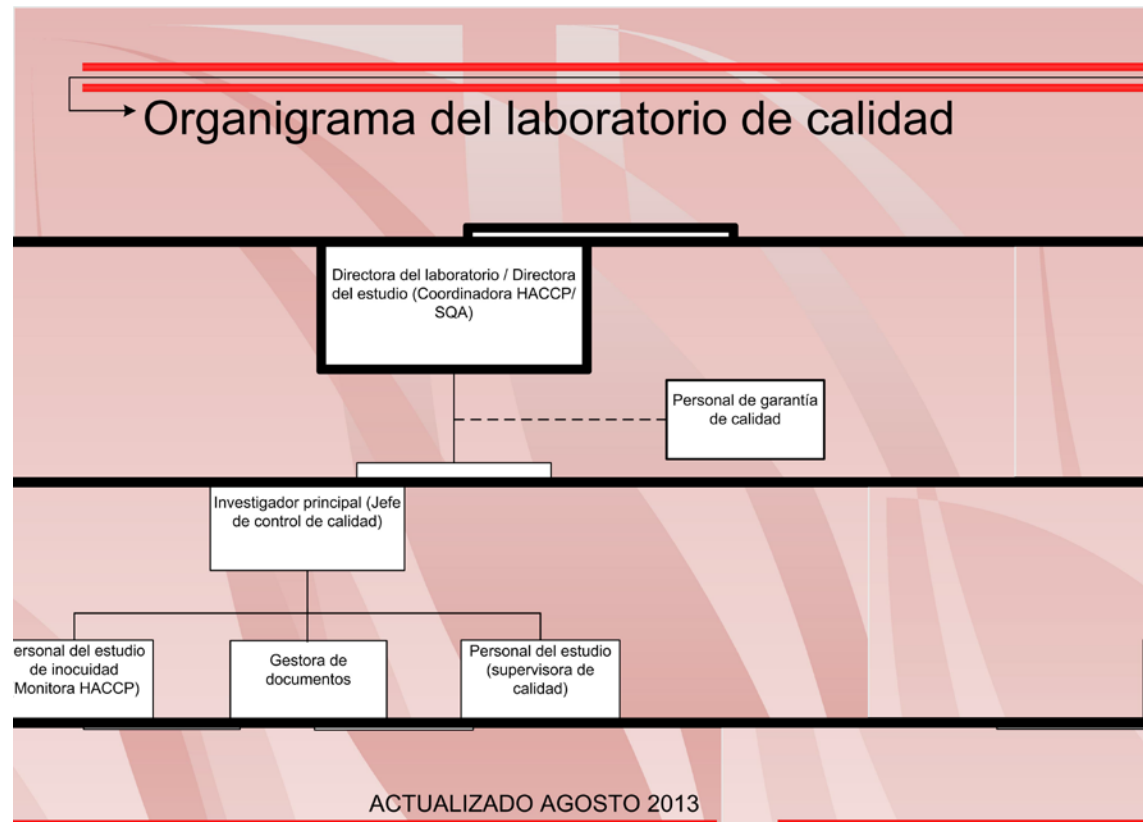 Organigrama del laboratorio de calidad
Directora del laboratorio / Directora
del estudio (Coordinadora HACCP/
SQA)
Personal de garantía
de calidad
Investigador principal (Jefe
de control de calidad)
ersonal del estudio
de inocuidad
Monitora HACCP)
Gestora de
documentos
Personal del estudio
(supervisora de
calidad)
ACTUALIZADO AGOSTO 2013